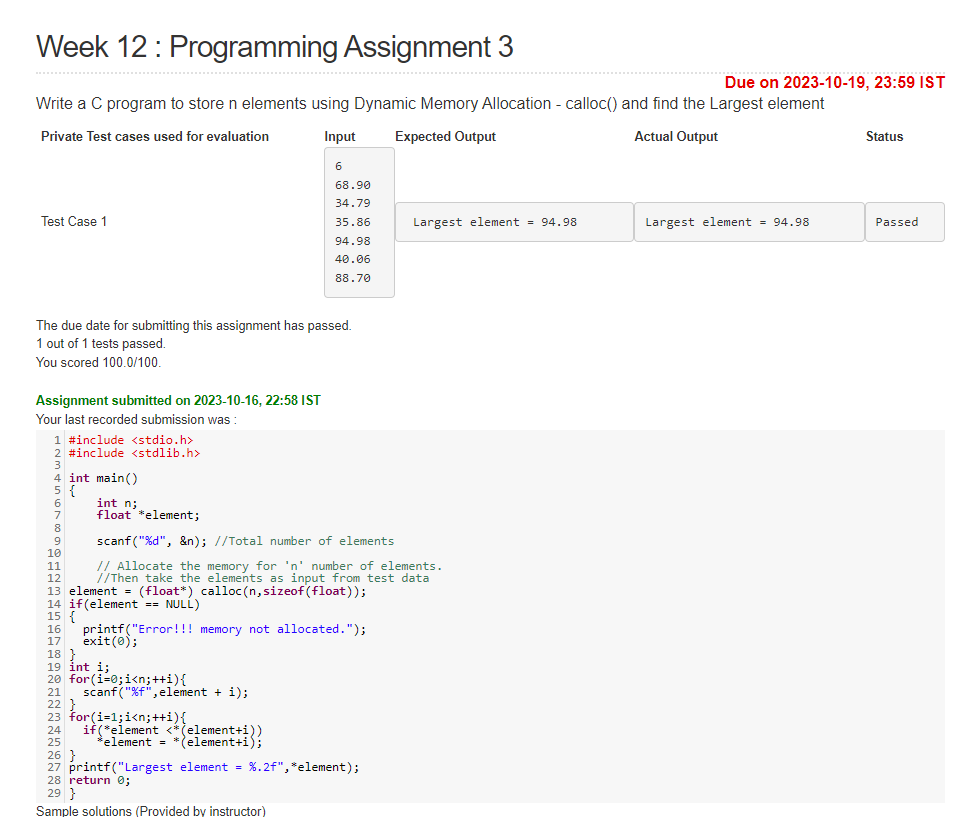 Week 12 : Programming Assignment 3
Due on 2023-10-19, 23:59 IST
Write a C program to store n elements using Dynamic Memory Allocation - calloc() and find the Largest element
Private Test cases used for evaluation Input Expected Output Actual Output Status
Test Case 1
6
68.90
34.79
35.86
94.98
40.06
88.70
Largest element = 94.98 Largest element = 94.98 Passed
The due date for submitting this assignment has passed.
1 out of 1 tests passed.
You scored 100.0/100.
Assignment submitted on 2023-10-16, 22:58 IST
Your last recorded submission was :
1 #include <stdio.h>
2 #include <stdlib.h>
3
4 int main()
5 {
6     int n;
7     float *element;
8
9     scanf("%d", &n); //Total number of elements
10
11     // Allocate the memory for 'n' number of elements.
12     //Then take the elements as input from test data
13 element = (float*) calloc(n,sizeof(float));
14 if(element == NULL)
15 {
16   printf("Error!!! memory not allocated.");
17   exit(0);
18 }
19 int i;
20 for(i=0;i<n;++i){
21   scanf("%f",element + i);
22 }
23 for(i=1;i<n;++i){
24   if(*element <*(element+i))
25     *element = *(element+i);
26 }
27 printf("Largest element = %.2f",*element);
28 return 0;
29 }
Sample solutions (Provided by instructor)